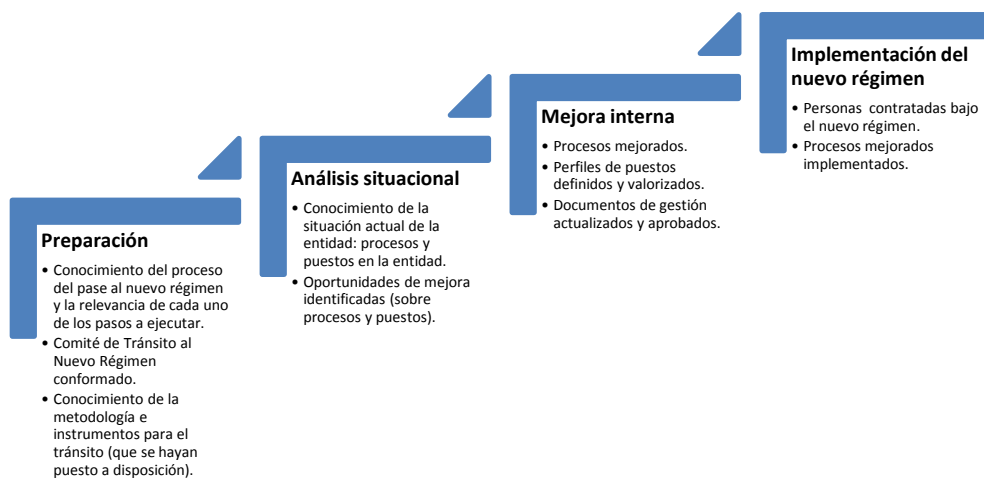 Preparación
• Conocimiento del proceso
del pase al nuevo régimen
y la relevancia de cada uno
de los pasos a ejecutar.
• Comité de Tránsito al
Nuevo Régimen
conformado.
• Conocimiento de la
metodología e
instrumentos para el
tránsito (que se hayan
puesto a disposición).
Análisis situacional
• Conocimiento de la
situación actual de la
entidad: procesos y
puestos en la entidad.
• Oportunidades de mejora
identificadas (sobre
procesos y puestos).
Mejora interna
• Procesos mejorados.
• Perfiles de puestos
definidos y valorizados.
• Documentos de gestión
actualizados y aprobados.
Implementación del
nuevo régimen
• Personas contratadas bajo
el nuevo régimen.
• Procesos mejorados
implementados.